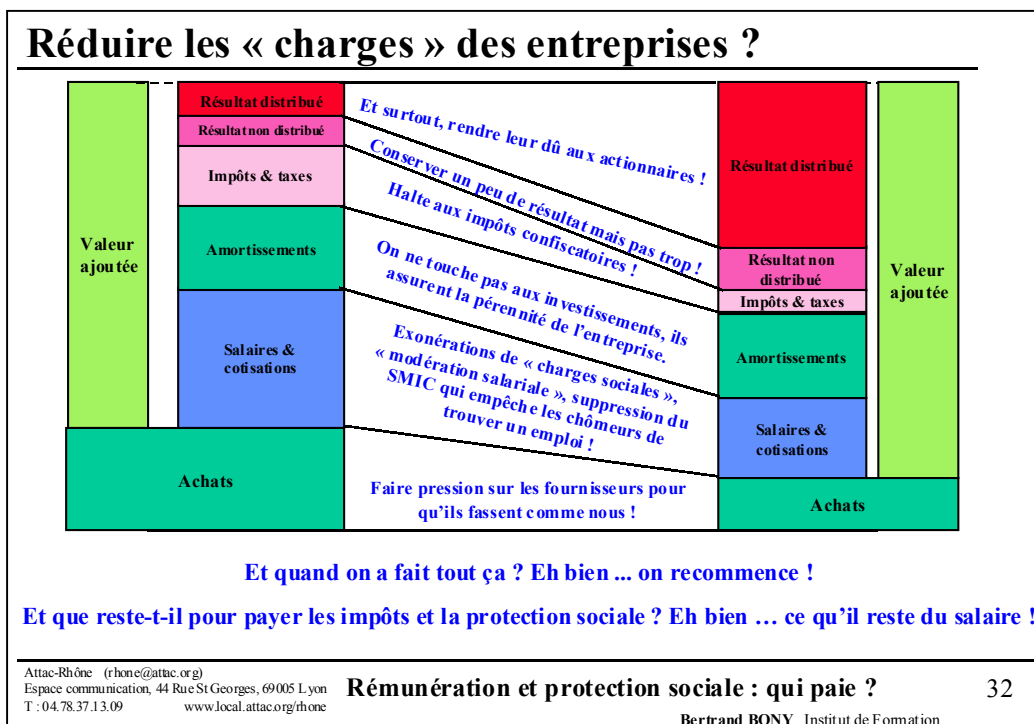 Réduire les « charges » des entreprises ?
Valeur
ajoutée
Résultat distribué
Résultat non distribué
Impôts & taxes
Amortissements
Salaires &
cotisations
Achats
Et surtout, rendre leur dû aux actionnaires !
Conserver un peu de résultat mais pas trop !
Halte aux impôts confiscatoires !
On ne touche pas aux investissements, ils
assurent la pérennité de l'entreprise.
Exonérations de « charges sociales »,
« modération salariale », suppression du
SMIC qui empêche les chômeurs de
trouver un emploi !
Faire pression sur les fournisseurs pour
qu'ils fassent comme nous !
Résultat distribué
Résultat non
distribué
Impôts & taxes
Amortissements
Salaires &
cotisations
Achats
Valeur
ajoutée
Et quand on a fait tout ça ? Eh bien ... on recommence !
Et que reste-t-il pour payer les impôts et la protection sociale ? Eh bien … ce qu'il reste du salaire !
Attac-Rhône (rhone@attac.org)
Espace communication, 44 Rue St Georges, 69005 Lyon
T : 04.78.37.13.09 www.local.attac.org/rhone
Rémunération et protection sociale : qui paie ?
32
Bertrand BONY Institut de Formation